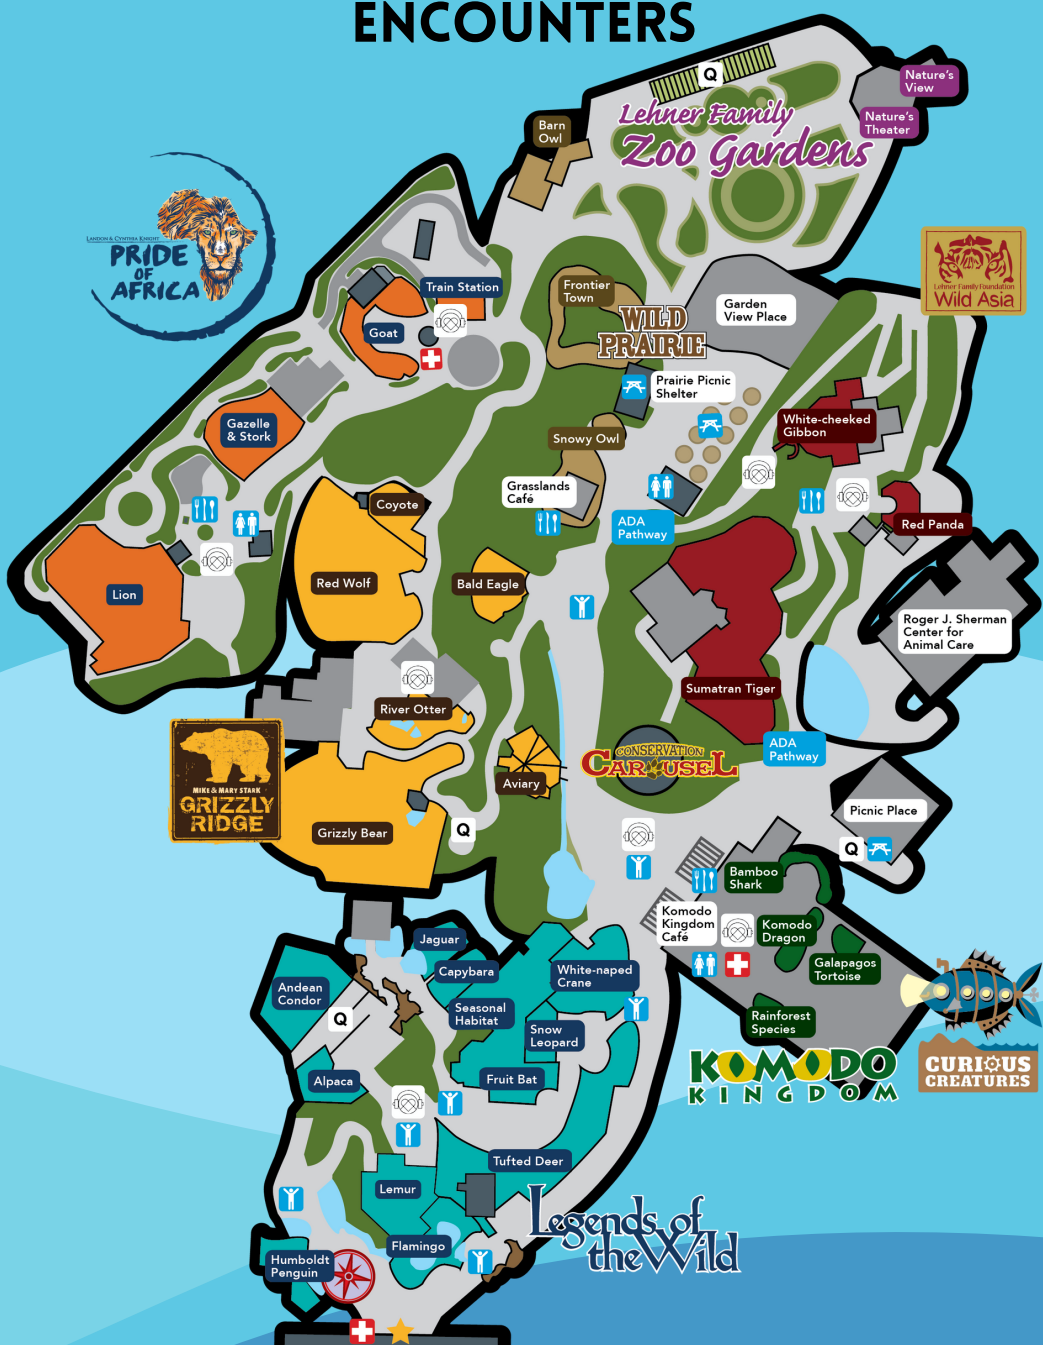 ENCOUNTERS
Nature's
View
Nature's
Theater
Q
Lehner Family
Zoo Gardens
Barn
Owl
LANDON & CYNTHIA KNIGHT
PRIDE
OF
AFRICA
Train Station
Goat
Frontier
Town
WILD
PRAIRIE
Garden
View Place
Lehner Family Foundation
Wild Asia
Prairie Picnic
Shelter
Gazelle
& Stork
Snowy Owl
White-cheeked
Gibbon
Grasslands
Café
Coyote
ADA
Pathway
Red Panda
Lion
Red Wolf
Bald Eagle
Roger J. Sherman
Center for
Animal Care
River Otter
Sumatran Tiger
MIKE & MARY STARK
GRIZZLY
RIDGE
CONSERVATION
CAROUSEL
ADA
Pathway
Aviary
Grizzly Bear
Q
Picnic Place
Q
Bamboo
Shark
Komodo
Kingdom
Café
Komodo
Dragon
Galapagos
Tortoise
Rainforest
Species
Jaguar
Capybara
White-naped
Crane
Andean
Condor
Q
Seasonal
Habitat
Snow
Leopard
KOMODO
KINGDOM
CURIOUS
CREATURES
Alpaca
Fruit Bat
Tufted Deer
Lemur
Legends of
the Wild
Flamingo
Humboldt
Penguin